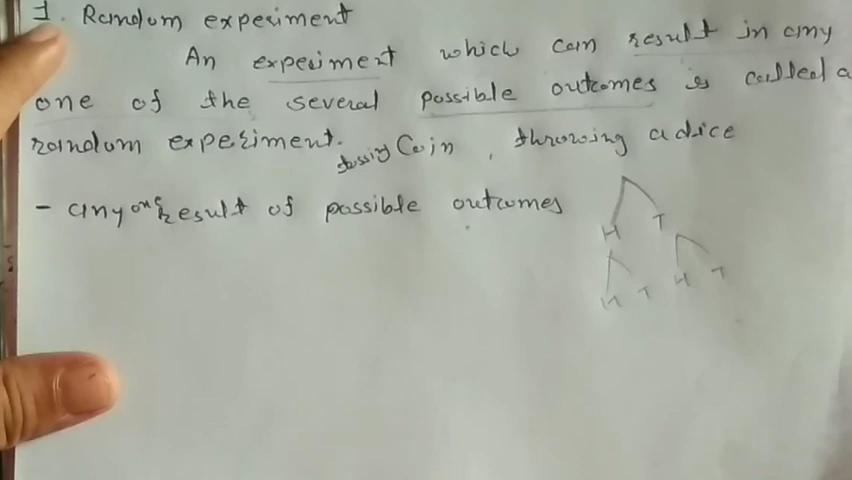 1. Random experiment
An experiment which can result in any
one of the several possible outcomes is called a
random experiment. tossing Coin, throwing a dice
- any one Result of possible outcomes
H T
H T H T